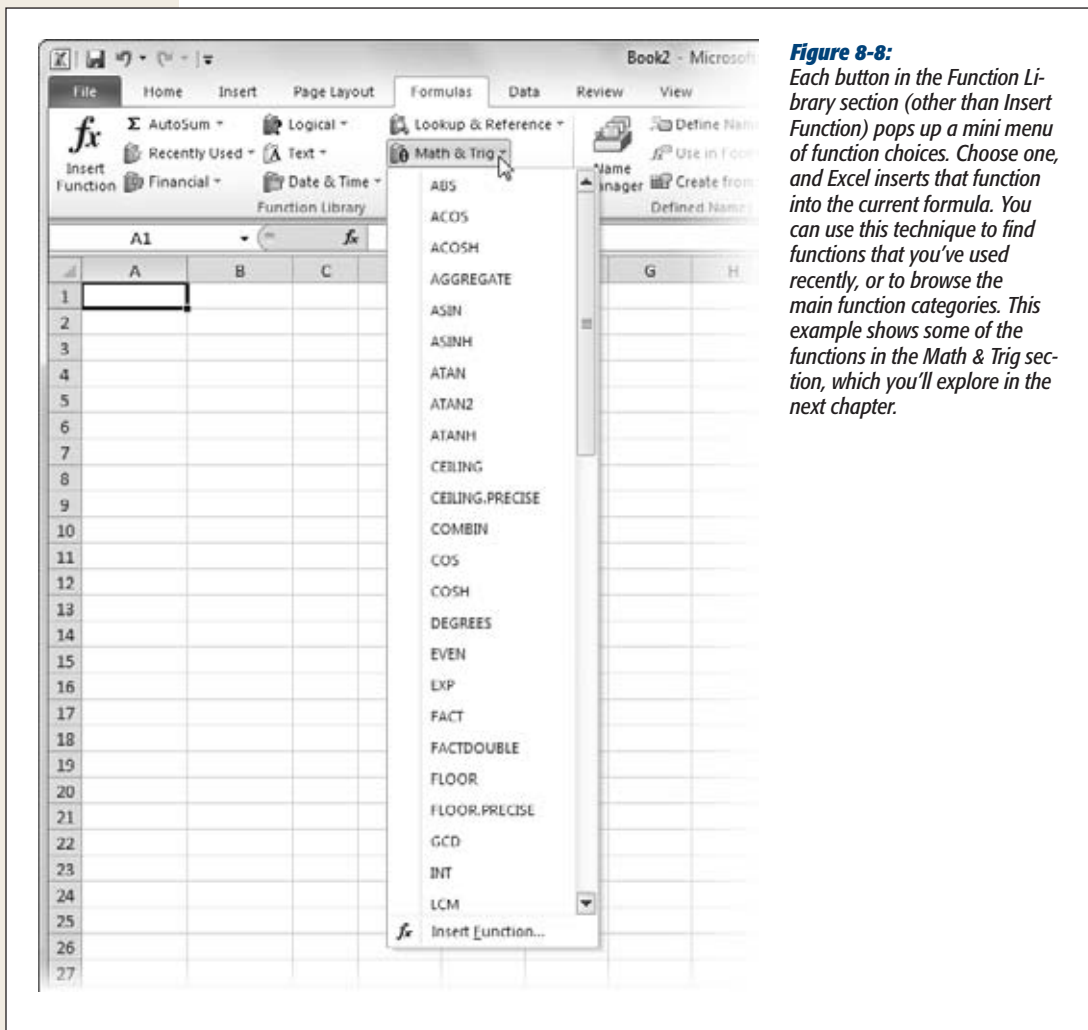 Book2 - Microsoft
File Home Insert Page Layout Formulas Data Review View
fx Insert Function
Σ AutoSum
Recently Used
Financial
Logical
Text
Date & Time
Lookup & Reference
Math & Trig
Function Library
Name
anager
Define Nam
Use in Form
Create from
Defined Name
A1
fx
A B C G H
1
2
3
4
5
6
7
8
9
10
11
12
13
14
15
16
17
18
19
20
21
22
23
24
25
26
27
ABS
ACOS
ACOSH
AGGREGATE
ASIN
ASINH
ATAN
ATAN2
ATANH
CEILING
CEILING.PRECISE
COMBIN
COS
COSH
DEGREES
EVEN
EXP
FACT
FACTDOUBLE
FLOOR
FLOOR.PRECISE
GCD
INT
LCM
fx Insert Function...
Figure 8-8:
Each button in the Function Li-
brary section (other than Insert
Function) pops up a mini menu
of function choices. Choose one,
and Excel inserts that function
into the current formula. You
can use this technique to find
functions that you've used
recently, or to browse the
main function categories. This
example shows some of the
functions in the Math & Trig sec-
tion, which you'll explore in the
next chapter.